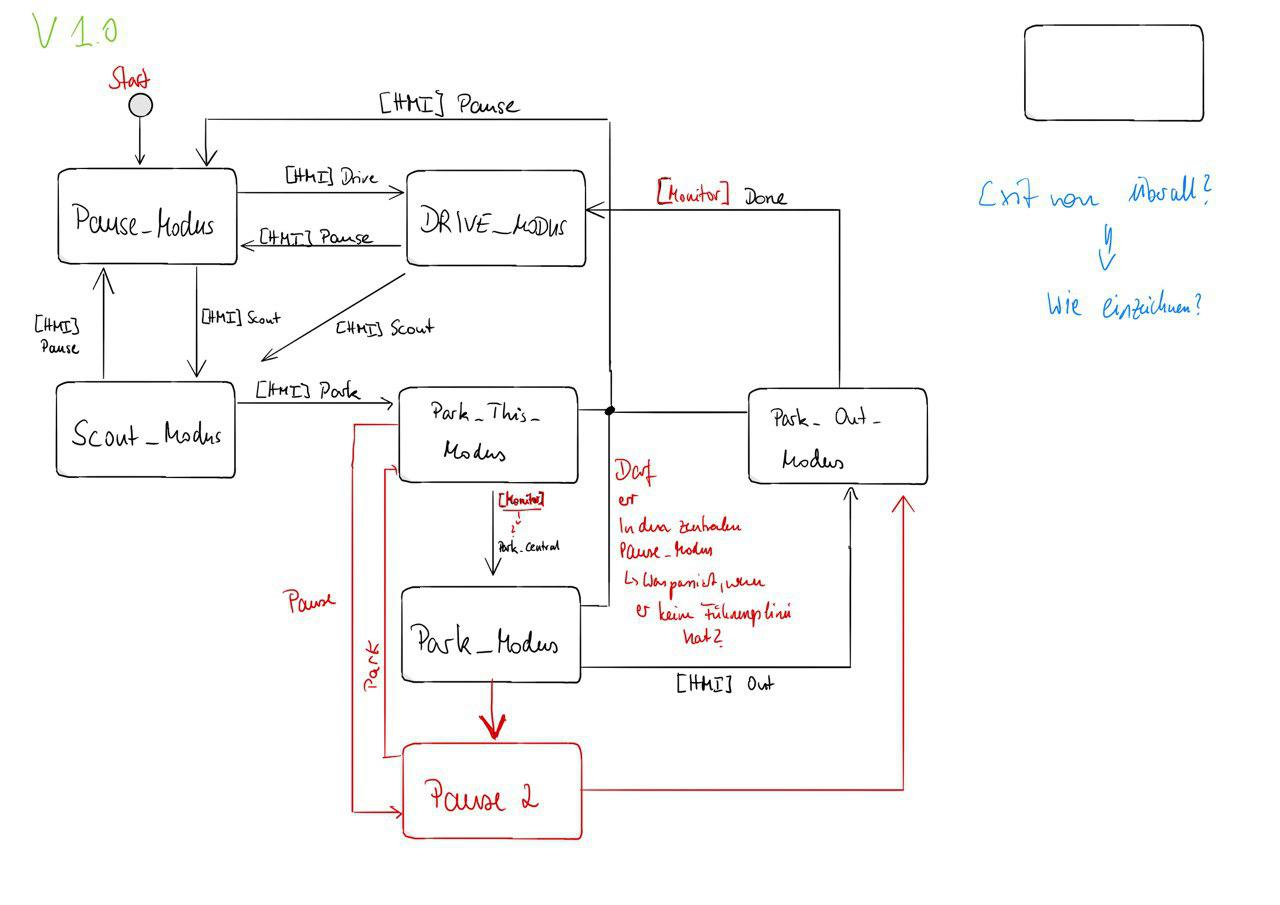 V 1.0
Start
[HMI] Pause
[HMI] Drive
[Monitor] Done
Exit von überall?
Pause_Modus
DRIVE_MODUS
[HMI] Pause
Wie einzeichnen?
[HMI]
Pause
[HMI] Scout
[HMI] Scout
[HMI] Park
Scout_Modus
Park_This_
Modus
Park_Out_
Modus
[Monitor]
?
Park_Central
Darf
er
In den zentralen
Pause_Modus
↳ Was passiert, wenn
er keine Führungslinie
hat?
Pause
Park
Park_Modus
[HMI] Out
Pause 2